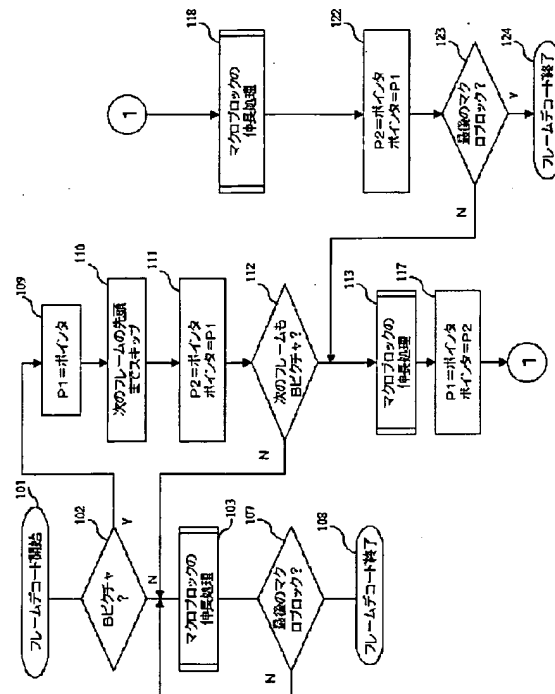 101
フレームデコード開始
102
Bピクチャ
?
Y
N
マクロブロックの
伸長処理
103
107
最後のマク
ロブロック?
N
108
フレームデコード終了
109
P1=ポインタ
110
次のフレームの先頭
までスキップ
111
P2=ポインタ
ポインタ=P1
112
次のフレームも
Bピクチャ?
N
113
マクロブロックの
伸長処理
117
P1=ポインタ
ポインタ=P2
1
1
118
マクロブロックの
伸長処理
122
P2=ポインタ
ポインタ=P1
123
最後のマク
ロブロック?
N
Y
124
フレームデコード終了